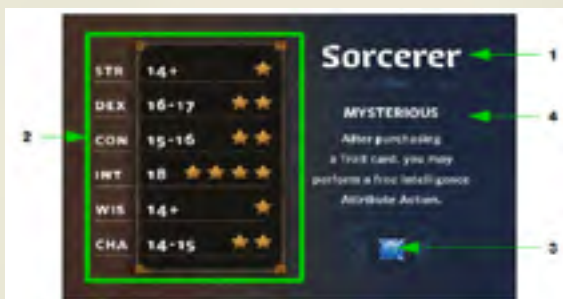 Sorcerer
1
STR 14+
DEX 16-17
CON 15-16
INT 18
WIS 14+
CHA 14-15
2
MYSTERIOUS
4
After purchasing
a Trait card, you may
perform a free Intelligence
Attribute Action.
3